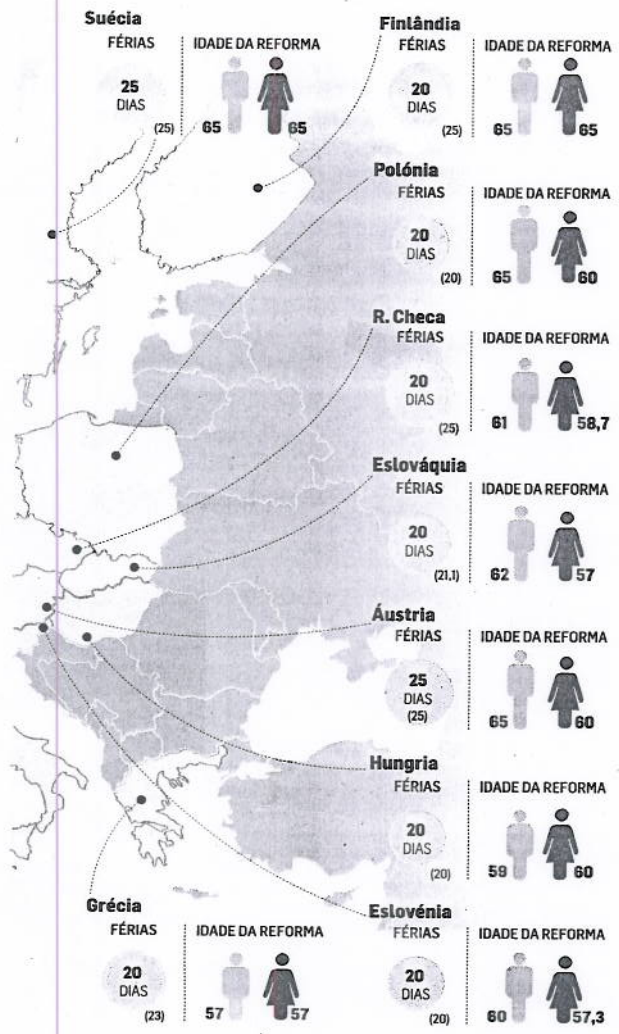 Suécia
FÉRIAS
25
DIAS
(25)
IDADE DA REFORMA
65 65
Finlândia
FÉRIAS
20
DIAS
(25)
IDADE DA REFORMA
65 65
Polónia
FÉRIAS
20
DIAS
(20)
IDADE DA REFORMA
65 60
R. Checa
FÉRIAS
20
DIAS
(25)
IDADE DA REFORMA
61 58,7
Eslováquia
FÉRIAS
20
DIAS
(21,1)
IDADE DA REFORMA
62 57
Áustria
FÉRIAS
25
DIAS
(25)
IDADE DA REFORMA
65 60
Hungria
FÉRIAS
20
DIAS
(20)
IDADE DA REFORMA
59 60
Grécia
FÉRIAS
20
DIAS
(23)
IDADE DA REFORMA
57 57
Eslovénia
FÉRIAS
20
DIAS
(20)
IDADE DA REFORMA
60 57,3